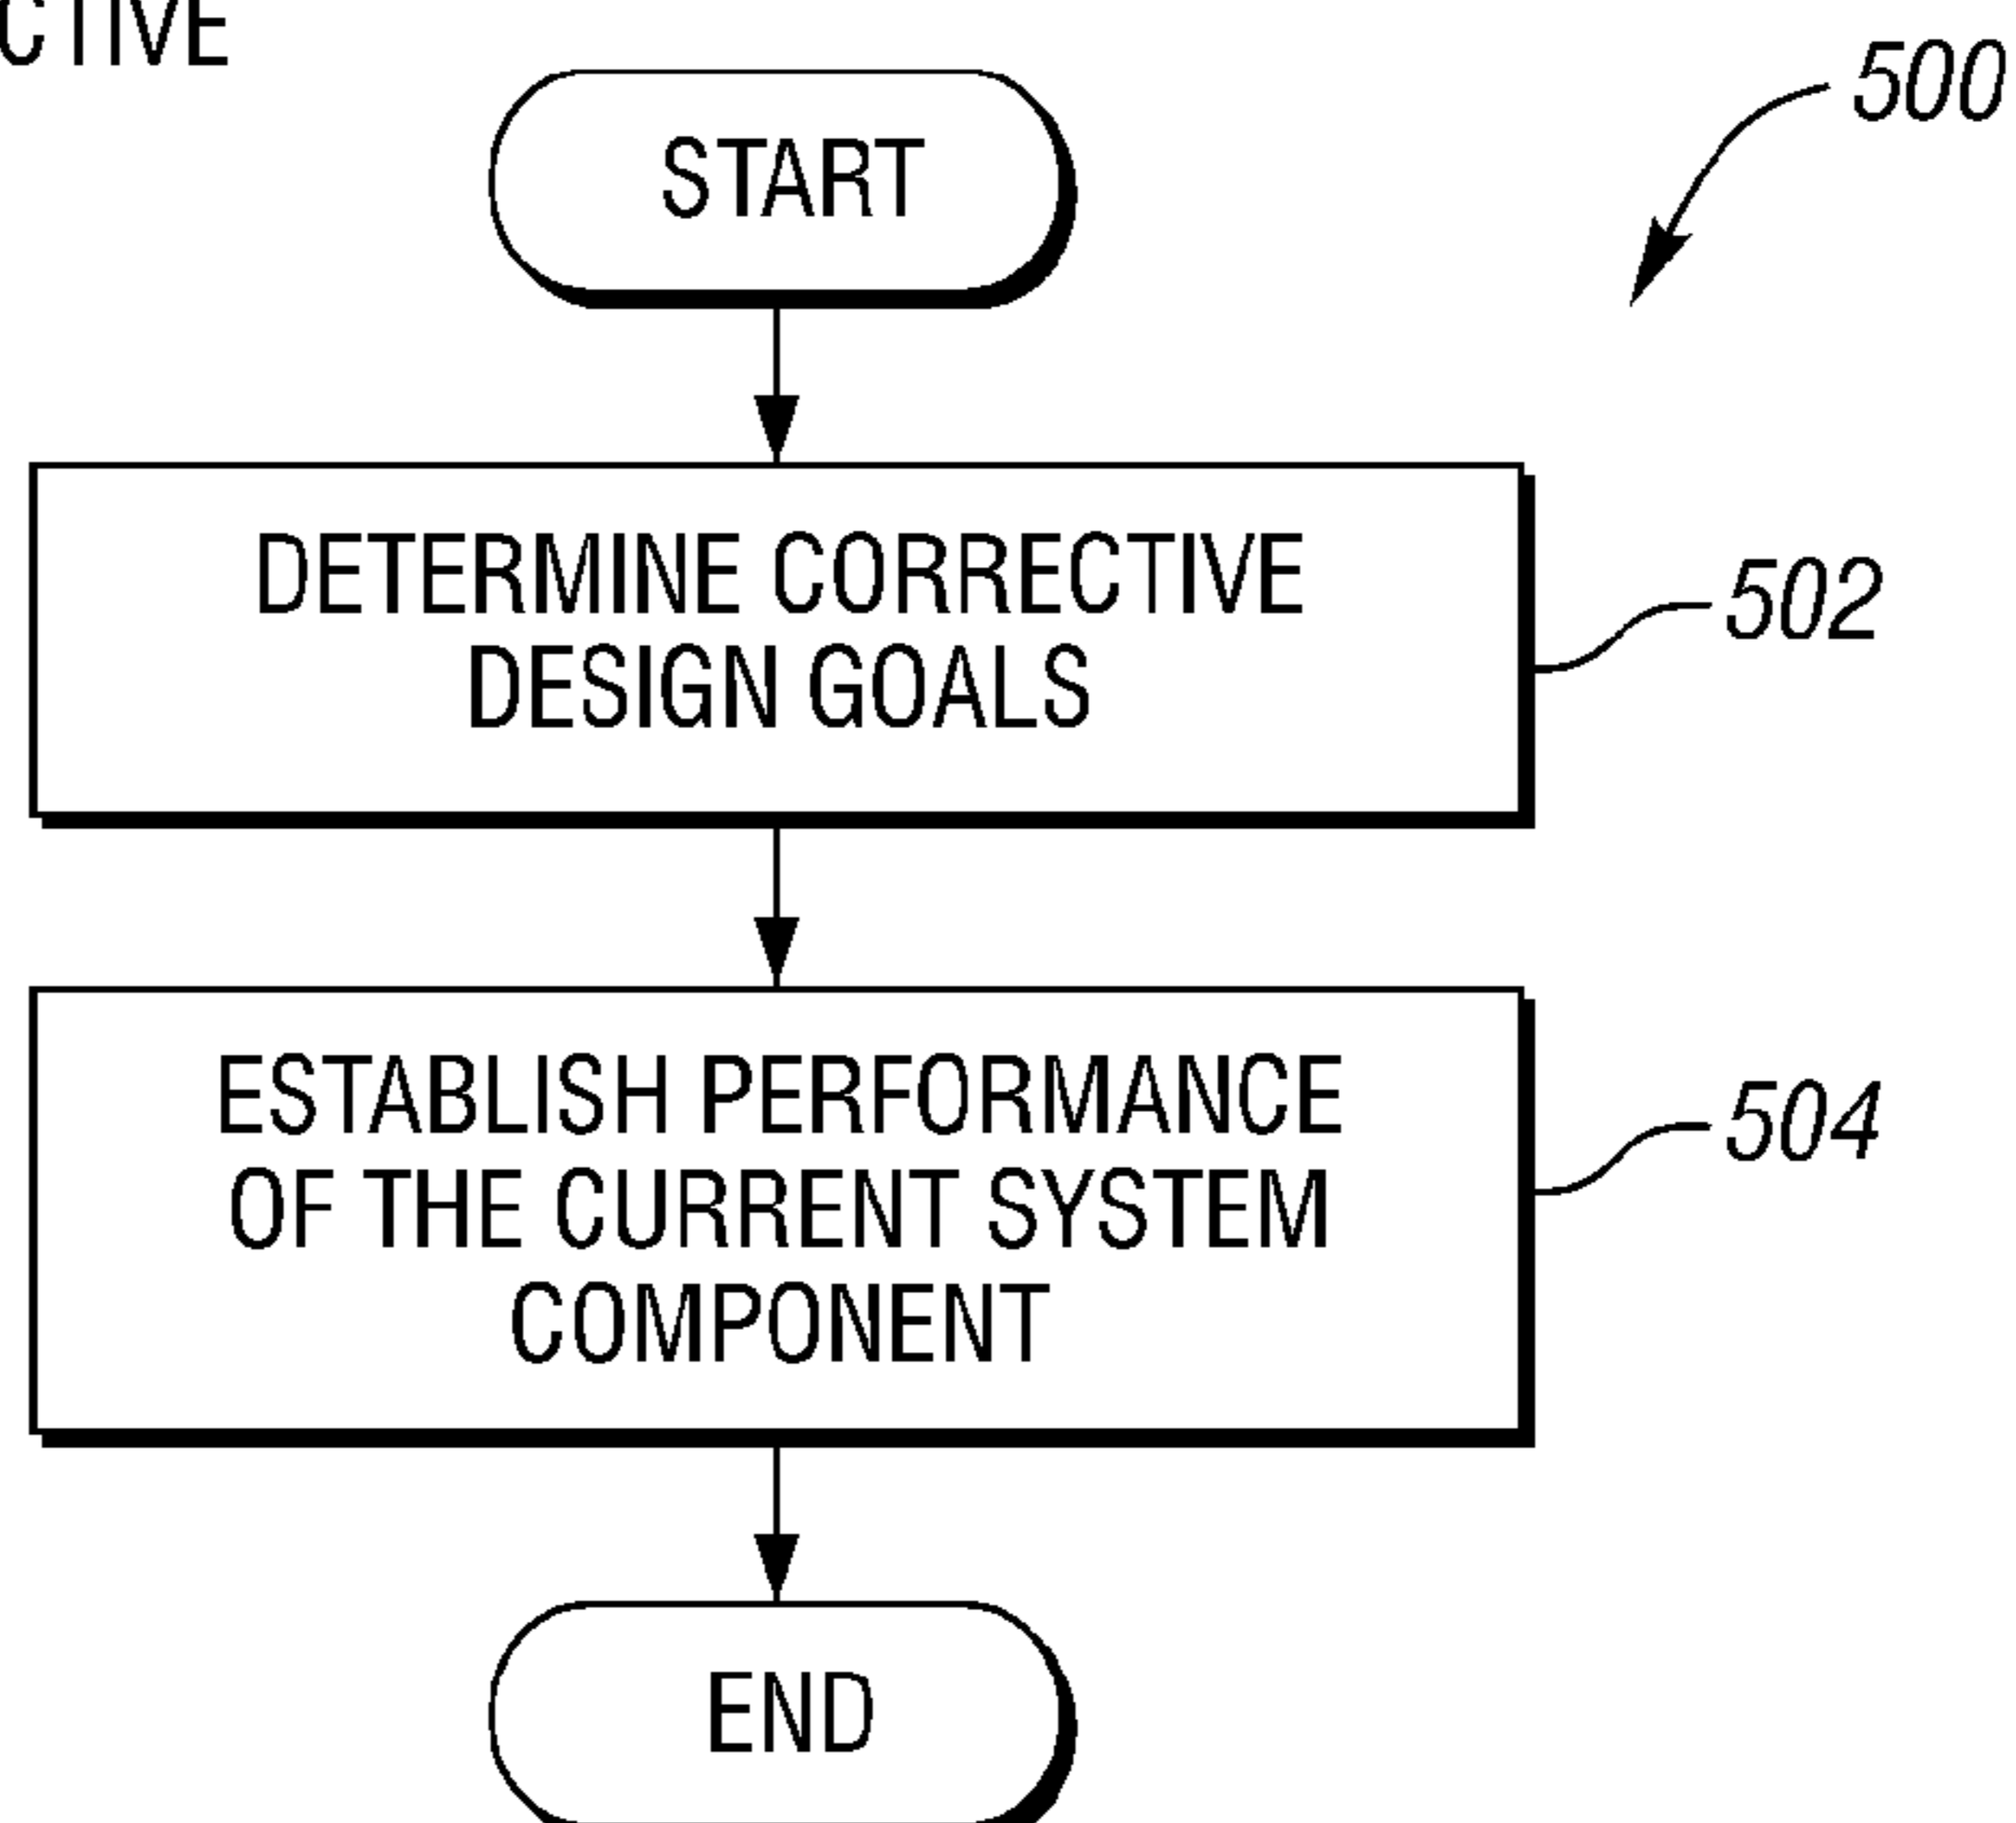 CTIVE
START
500
DETERMINE CORRECTIVE
DESIGN GOALS
502
ESTABLISH PERFORMANCE
OF THE CURRENT SYSTEM
COMPONENT
504
END